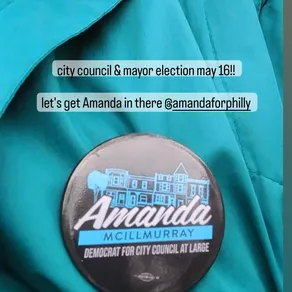 city council & mayor election may 16!!
let's get Amanda in there @amandaforphilly
Amanda
MCILLMURRAY
DEMOCRAT FOR CITY COUNCIL AT LARGE